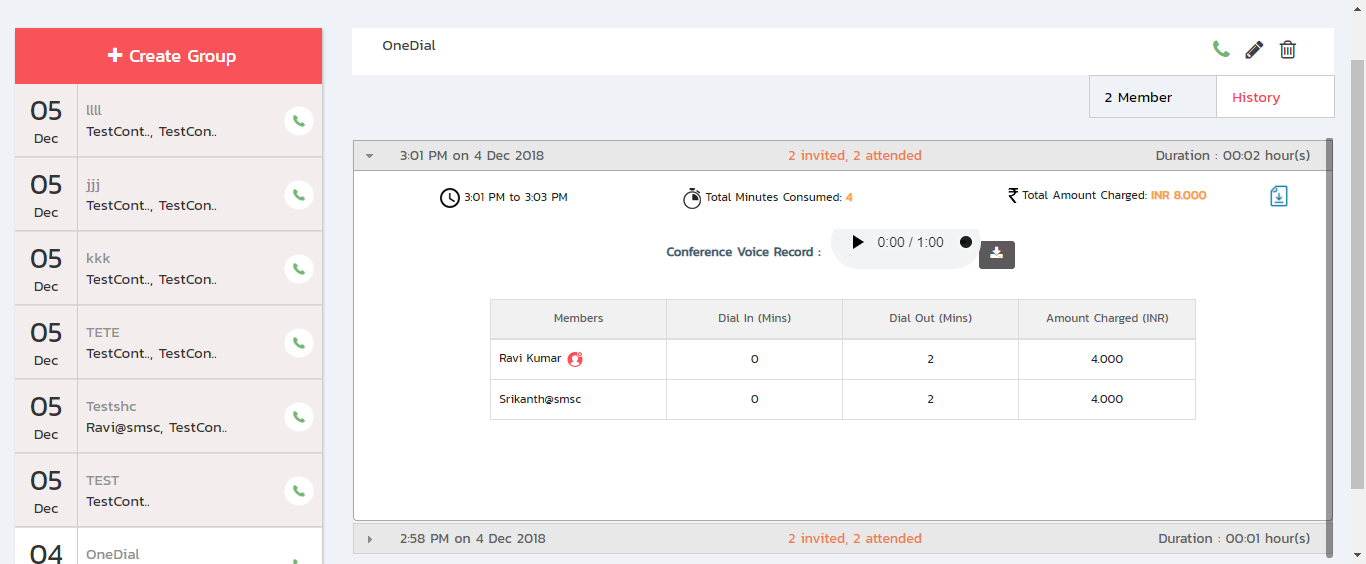 Create Group
05
Dec
llll
TestCont.., TestCon..
05
Dec
jjj
TestCont.., TestCon..
05
Dec
kkk
TestCont.., TestCon..
05
Dec
TETE
TestCont.., TestCon..
05
Dec
Testshc
Ravi@smsc, TestCon..
05
Dec
TEST
TestCont..
04
OneDial
OneDial
2 Member
History
3:01 PM on 4 Dec 2018 2 invited, 2 attended Duration : 00:02 hour(s)
3:01 PM to 3:03 PM Total Minutes Consumed: 4 ₹ Total Amount Charged: INR 8.000
Conference Voice Record : 0:00 / 1:00
Members Dial In (Mins) Dial Out (Mins) Amount Charged (INR)
Ravi Kumar 0 2 4.000
Srikanth@smsc 0 2 4.000
2:58 PM on 4 Dec 2018 2 invited, 2 attended Duration : 00:01 hour(s)